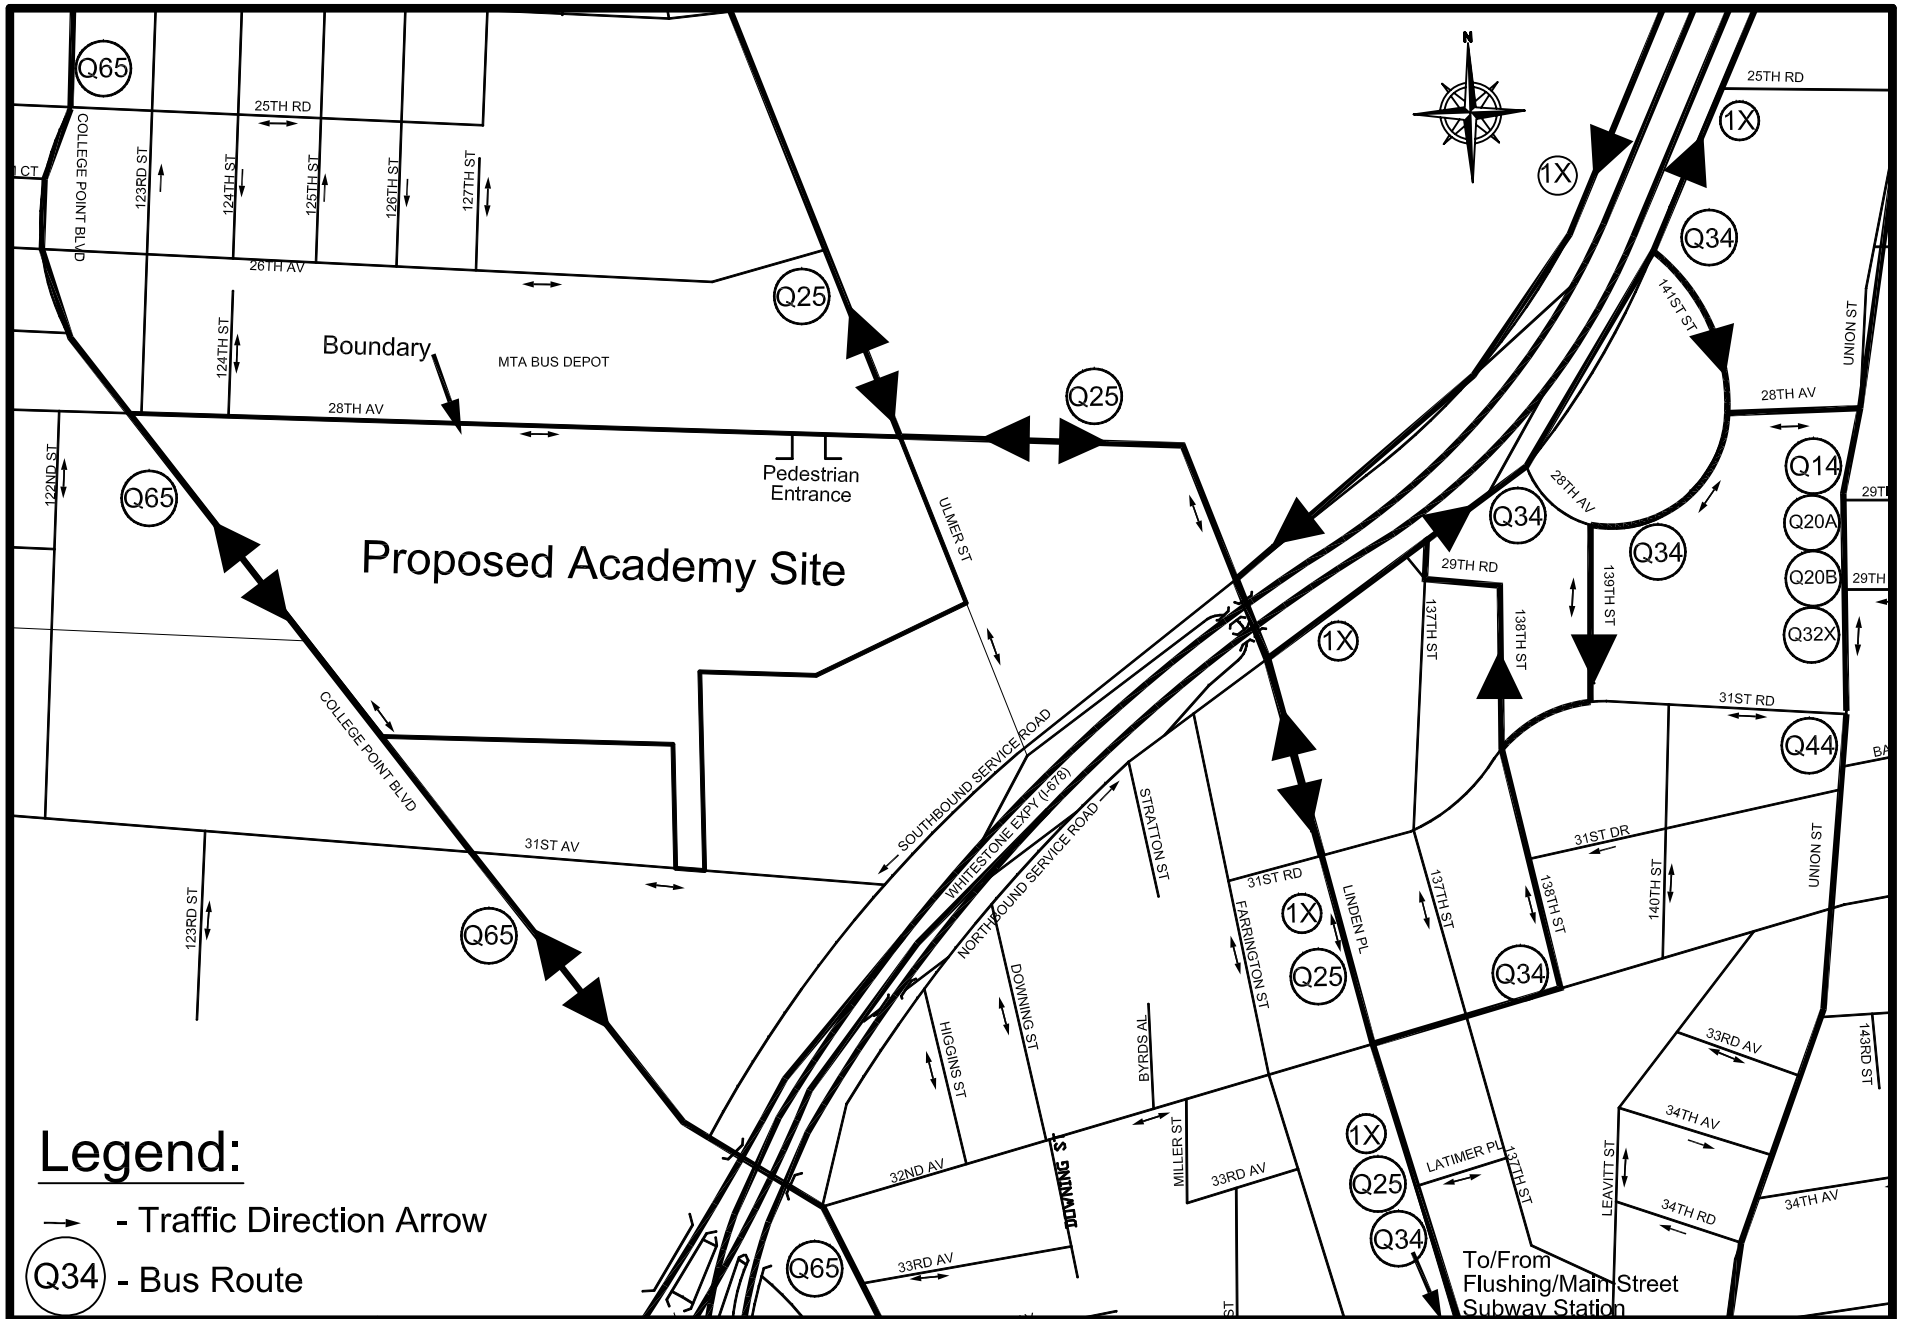 N
Q65
25TH RD
25TH RD
1X
1X
CT
COLLEGE POINT BLVD
123RD ST
124TH ST
125TH ST
126TH ST
127TH ST
Q34
26TH AV
Q25
141ST ST
UNION ST
124TH ST
Boundary
MTA BUS DEPOT
Q25
28TH AV
28TH AV
122ND ST
Q65
Pedestrian
Entrance
Q14
28TH AV
Q34
Q20A
ULMER ST
Proposed Academy Site
Q34
29TH RD
139TH ST
Q20B
29TH
137TH ST
138TH ST
1X
Q32X
31ST RD
COLLEGE POINT BLVD
SOUTHBOUND SERVICE ROAD
Q44
BA
WHITESTONE EXPY (I-678)
NORTHBOUND SERVICE ROAD
STRATTON ST
31ST AV
31ST DR
UNION ST
31ST RD
123RD ST
Q65
FARRINGTON ST
1X
LINDEN PL
137TH ST
138TH ST
140TH ST
Q25
Q34
DOWNING ST
HIGGINS ST
BYRDS AL
33RD AV
143RD ST
34TH AV
1X
MILLER ST
32ND AV
DOWNING ST
33RD AV
LATIMER PL
137TH ST
LEAVITT ST
Q25
34TH AV
34TH RD
Q34
33RD AV
Q65
To/From
Flushing/Main Street
Subway Station
ST
Legend:
- Traffic Direction Arrow
Q34 - Bus Route